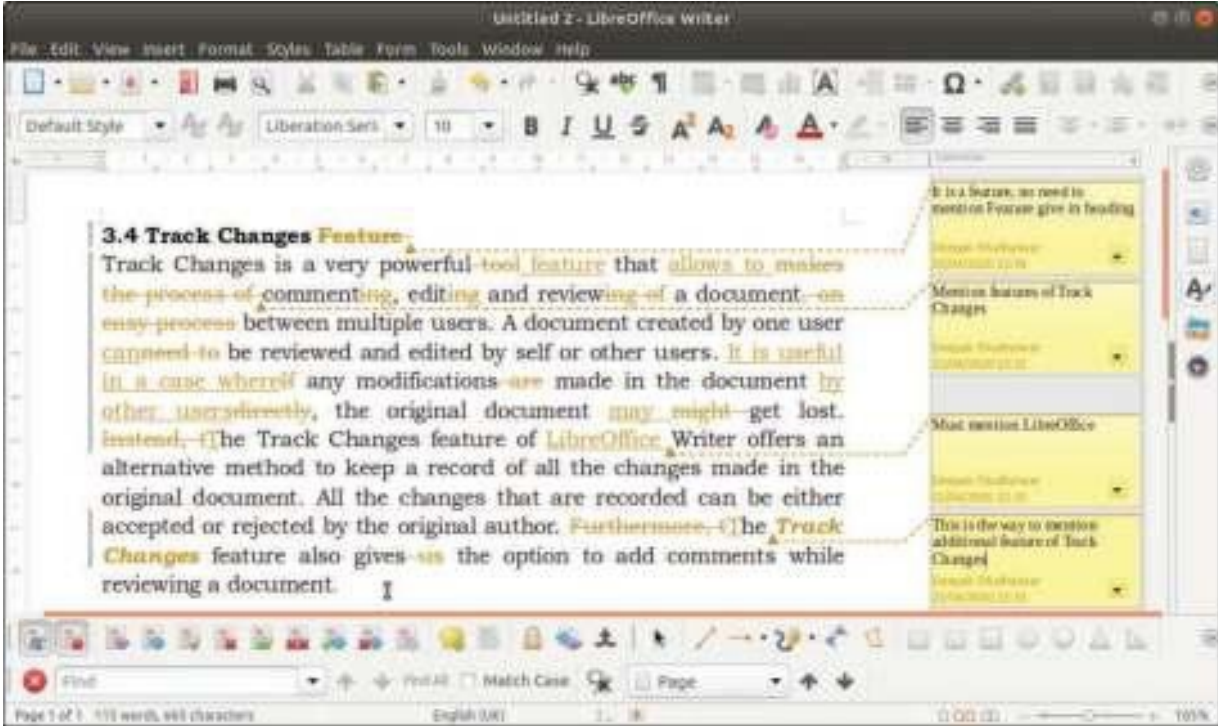 Untitled 2 - LibreOffice Writer
File Edit View Insert Format Styles Table Form Tools Window Help
Default Style Liberation Seri 10
3.4 Track Changes Feature
Track Changes is a very powerful tool feature that allows to makes
the process of commenting, editing and reviewing of a document, an
easy process between multiple users. A document created by one user
canneed to be reviewed and edited by self or other users. It is useful
in a case whereif any modifications are made in the document by
other usersdirectly, the original document may might get lost.
Instead, tThe Track Changes feature of LibreOffice Writer offers an
alternative method to keep a record of all the changes made in the
original document. All the changes that are recorded can be either
accepted or rejected by the original author. Furthermore, tThe Track
Changes feature also gives us the option to add comments while
reviewing a document.
It is a feature, no need to
mention Feature give in heading
Mention features of Track
Changes
Must mention LibreOffice
This is the way to mention
additional feature of Track
Changes
Find Find All Match Case Page
Page 1 of 1 English (UK) 105%